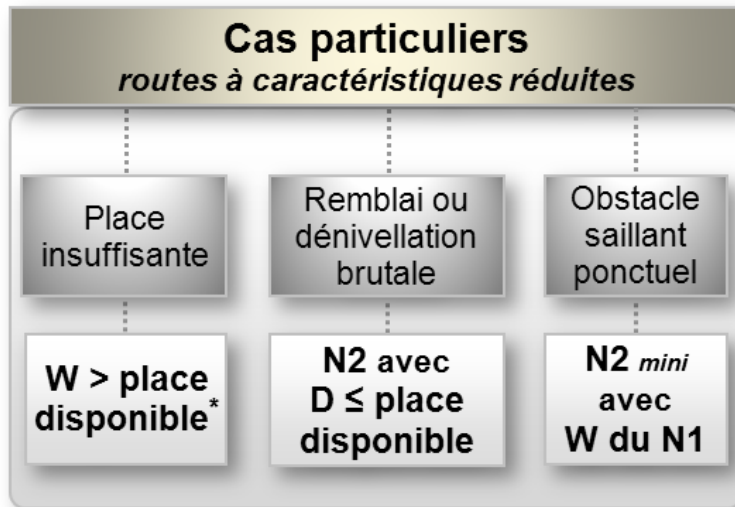 Cas particuliers
routes à caractéristiques réduites
Place
insuffisante
W > place
disponible*
Remblai ou
dénivellation
brutale
N2 avec
D ≤ place
disponible
Obstacle
saillant
ponctuel
N2 mini
avec
W du N1